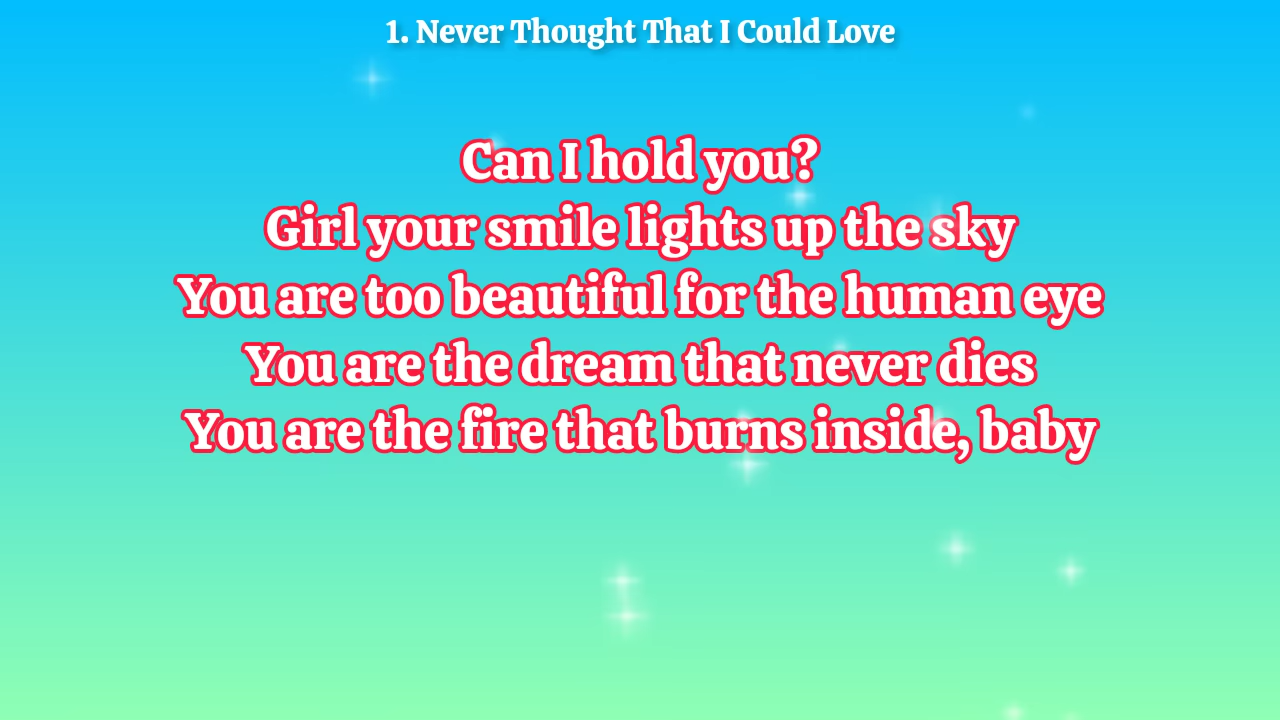 1. Never Thought That I Could Love
Can I hold you?
Girl your smile lights up the sky
You are too beautiful for the human eye
You are the dream that never dies
You are the fire that burns inside, baby